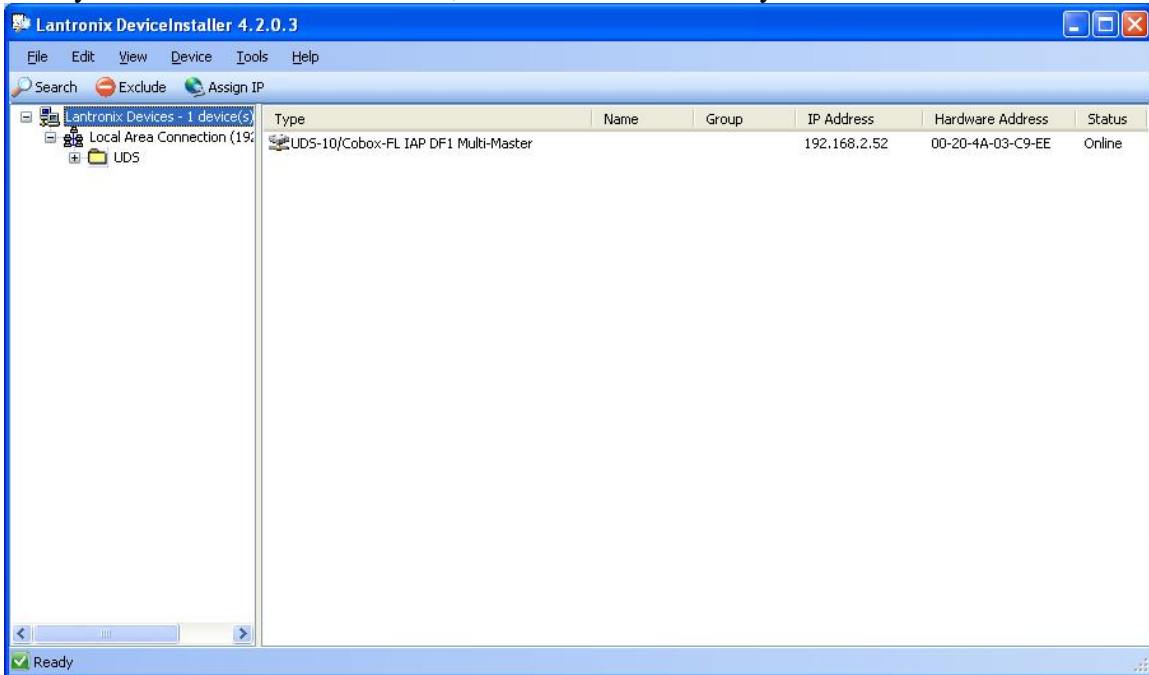 Lantronix DeviceInstaller 4.2.0.3
File Edit View Device Tools Help
Search Exclude Assign IP
Lantronix Devices - 1 device(s)
Local Area Connection (192
UDS
Type Name Group IP Address Hardware Address Status
UDS-10/Cobox-FL IAP DF1 Multi-Master 192.168.2.52 00-20-4A-03-C9-EE Online
Ready